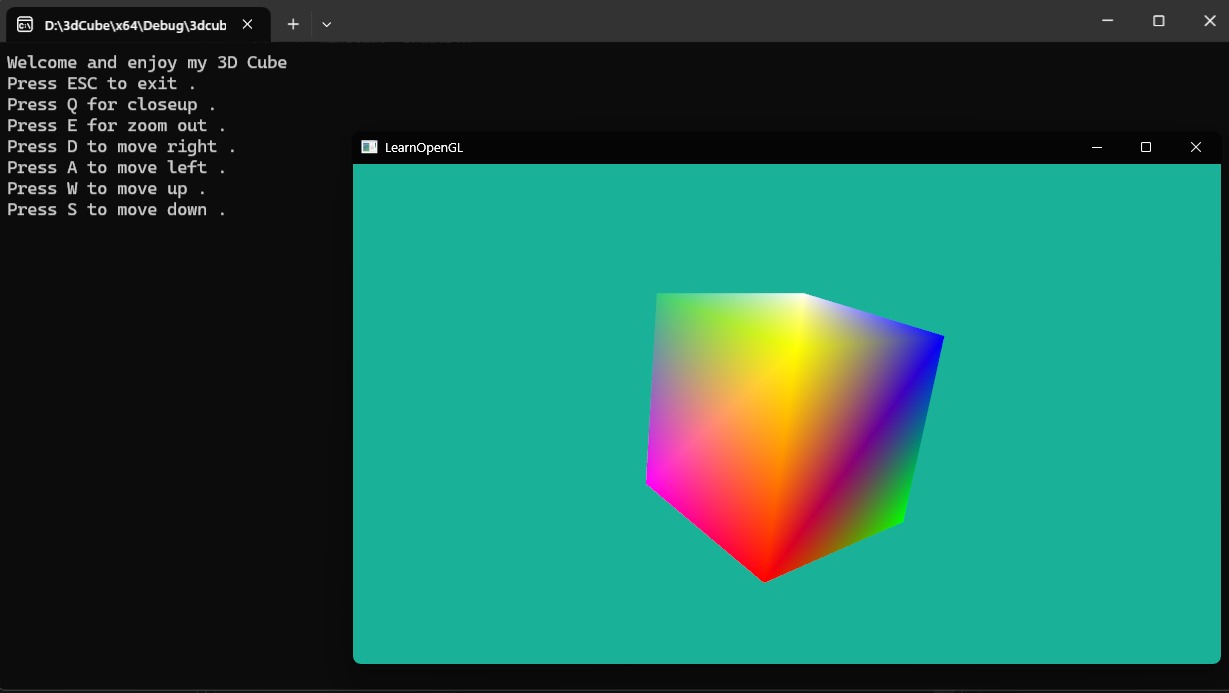 D:\3dCube\x64\Debug\3dcub
Welcome and enjoy my 3D Cube
Press ESC to exit .
Press Q for closeup .
Press E for zoom out .
Press D to move right .
Press A to move left .
Press W to move up .
Press S to move down .
LearnOpenGL